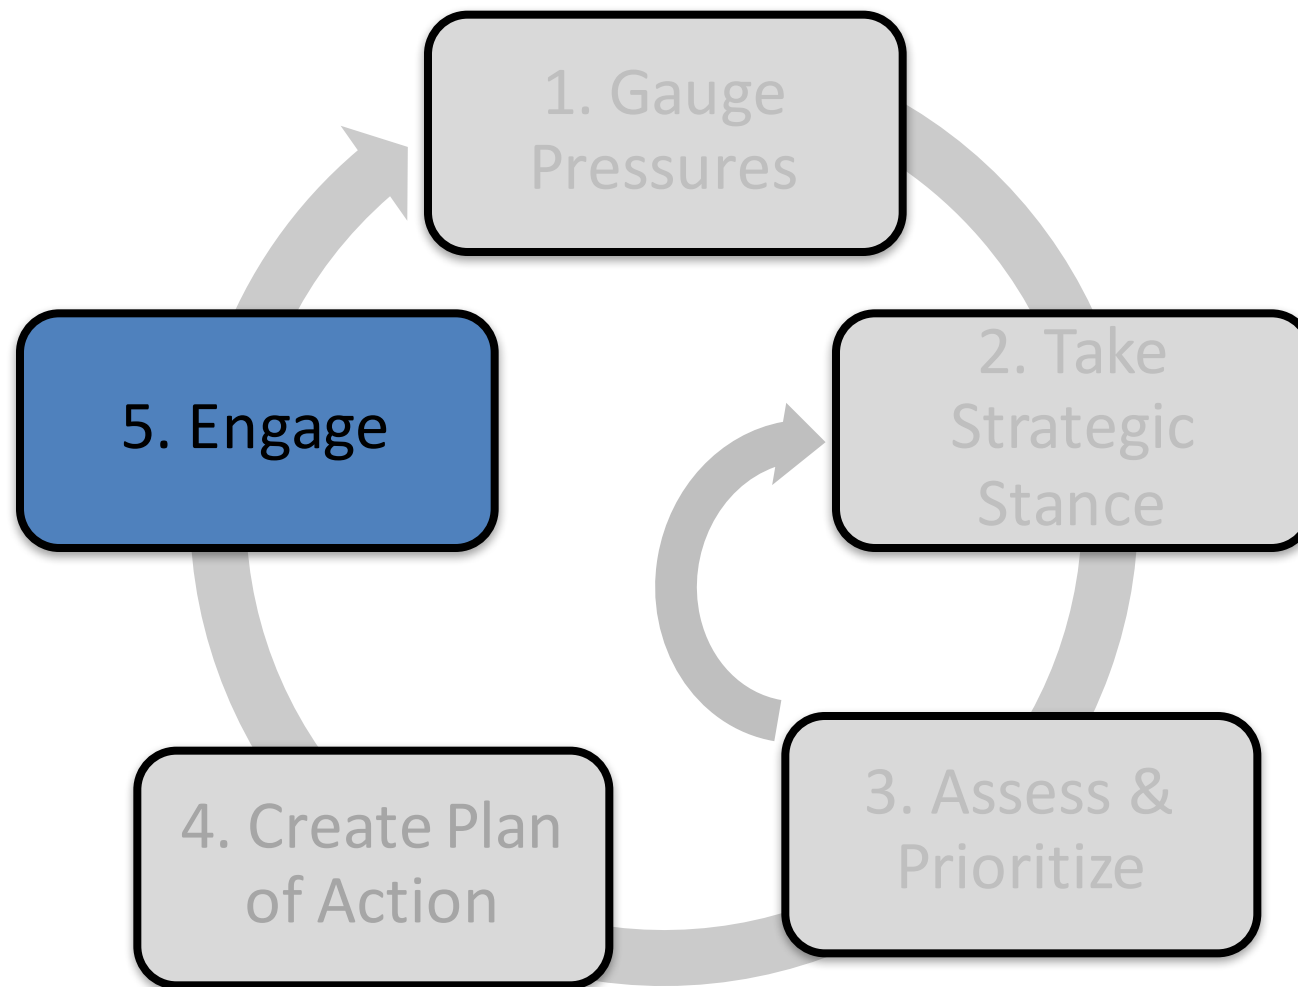 1. Gauge
Pressures
2. Take
Strategic
Stance
3. Assess &
Prioritize
4. Create Plan
of Action
5. Engage